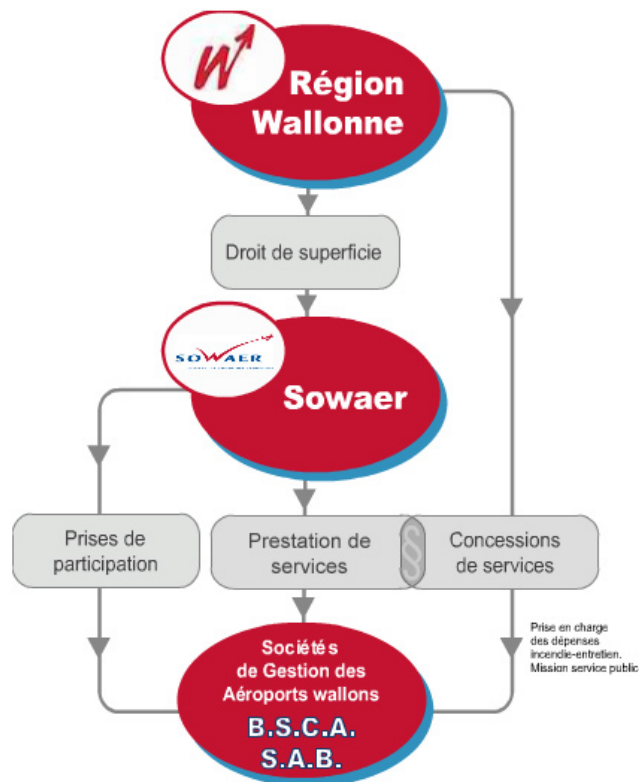 W
Région
Wallonne
Droit de superficie
SOWAER
Sowaer
Prises de
participation
Prestation de
services
§
Concessions
de services
Prise en charge
des dépenses
incendie-entretien.
Mission service public
Sociétés
de Gestion des
Aéroports wallons
B.S.C.A.
S.A.B.